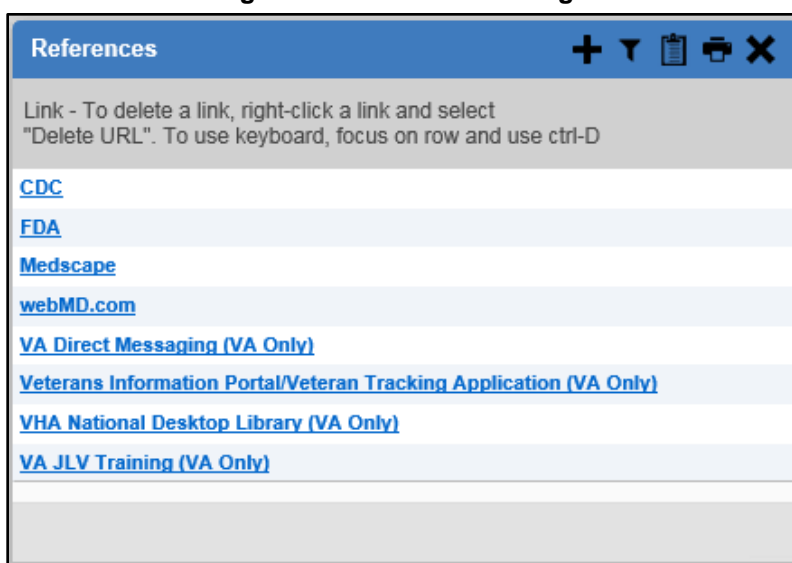 References
Link - To delete a link, right-click a link and select
"Delete URL". To use keyboard, focus on row and use ctrl-D
CDC
FDA
Medscape
webMD.com
VA Direct Messaging (VA Only)
Veterans Information Portal/Veteran Tracking Application (VA Only)
VHA National Desktop Library (VA Only)
VA JLV Training (VA Only)